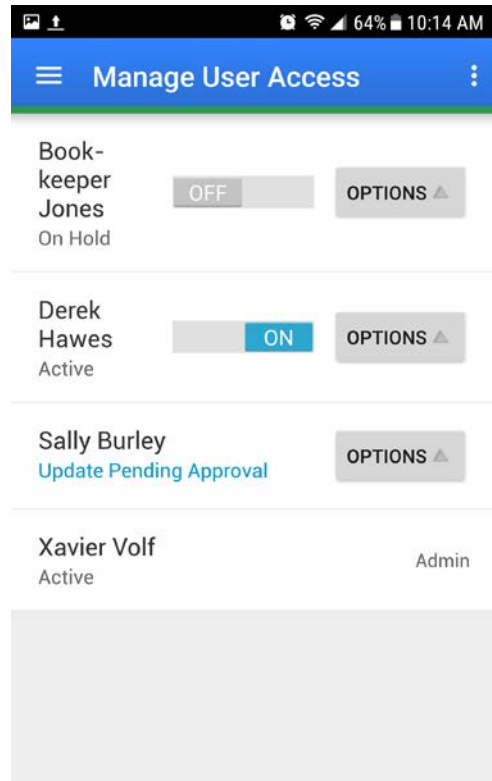 64% 10:14 AM
Manage User Access
Book-
keeper
Jones
On Hold
OFF
OPTIONS
Derek
Hawes
Active
ON
OPTIONS
Sally Burley
Update Pending Approval
OPTIONS
Xavier Volf
Active
Admin